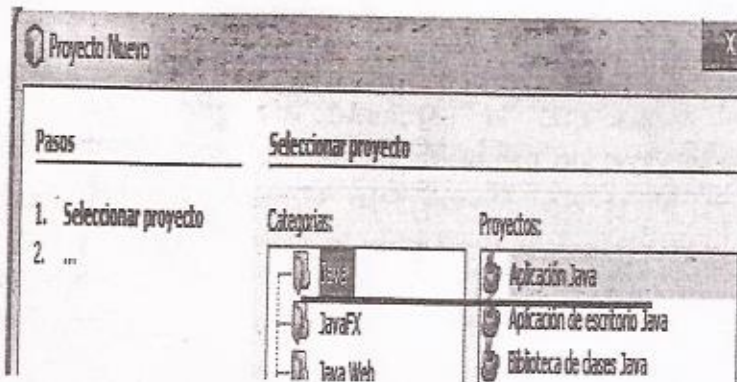 Proyecto Nuevo
X
Pasos
Seleccionar proyecto
1. Seleccionar proyecto
2. ...
Categorías:
Proyectos:
Java
JavaFX
Java Web
Aplicación Java
Aplicación de escritorio Java
Biblioteca de clases Java